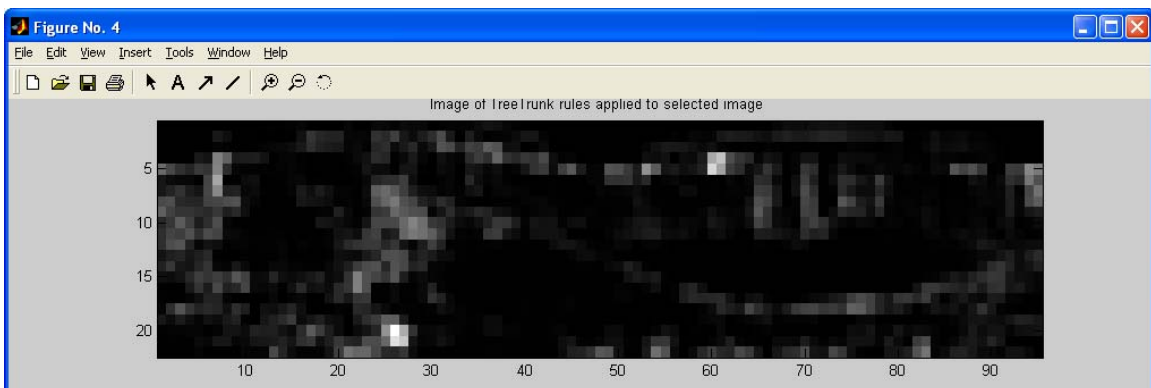 Figure No. 4
File Edit View Insert Tools Window Help
A
Image of TreeTrunk rules applied to selected image
5
10
15
20
10 20 30 40 50 60 70 80 90